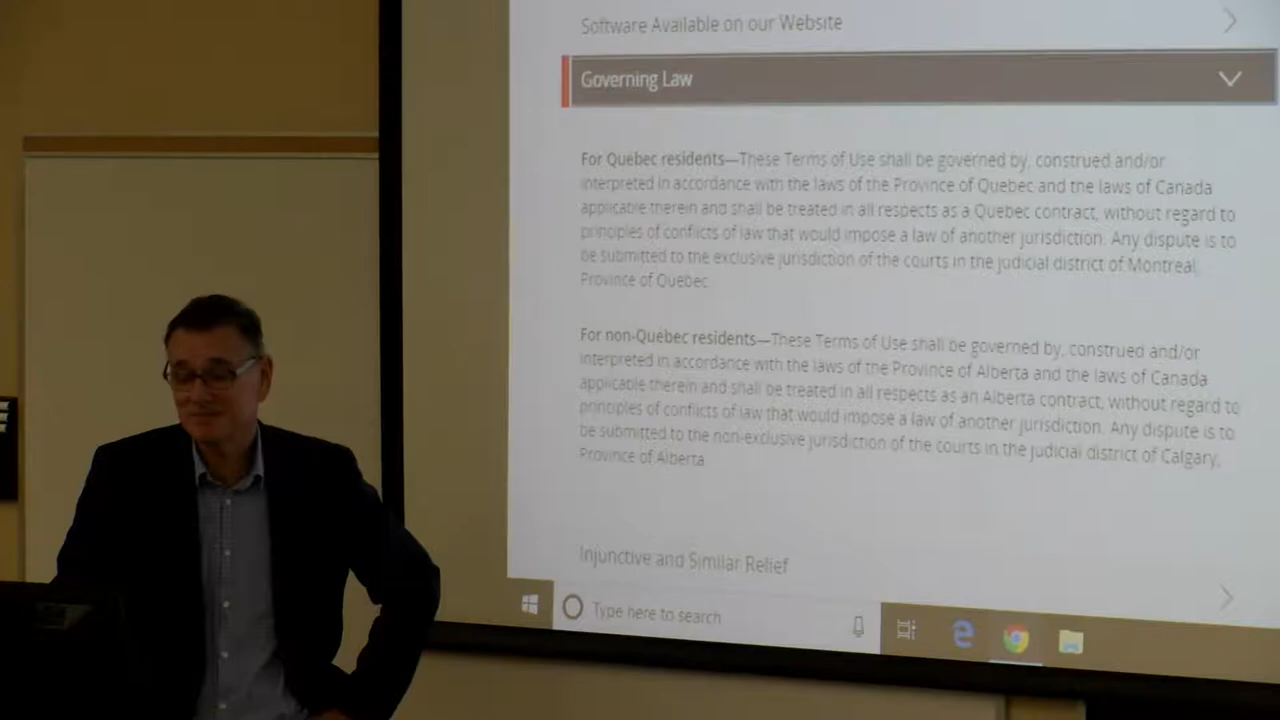 Software Available on our Website
Governing Law
For Quebec residents—These Terms of Use shall be governed by, construed and/or
interpreted in accordance with the laws of the Province of Quebec and the laws of Canada
applicable therein and shall be treated in all respects as a Quebec contract, without regard to
principles of conflicts of law that would impose a law of another jurisdiction. Any dispute is to
be submitted to the exclusive jurisdiction of the courts in the judicial district of Montreal,
Province of Quebec.
For non-Quebec residents—These Terms of Use shall be governed by, construed and/or
interpreted in accordance with the laws of the Province of Alberta and the laws of Canada
applicable therein and shall be treated in all respects as an Alberta contract, without regard to
principles of conflicts of law that would impose a law of another jurisdiction. Any dispute is to
be submitted to the non-exclusive jurisdiction of the courts in the judicial district of Calgary,
Province of Alberta.
Injunctive and Similar Relief
Type here to search